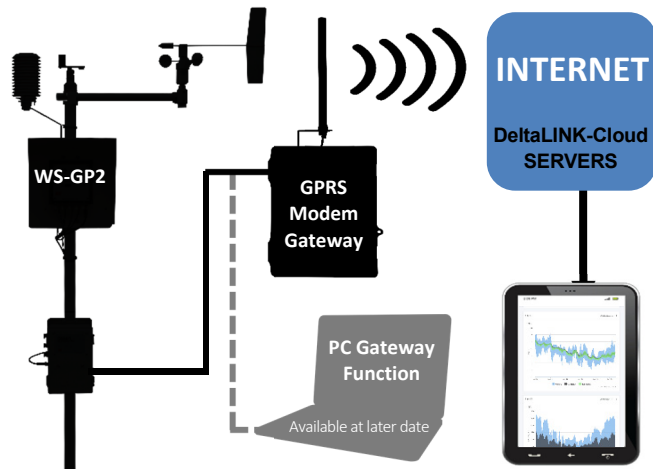 INTERNET
DeltaLINK-Cloud
SERVERS
WS-GP2
GPRS
Modem
Gateway
PC Gateway
Function
Available at later date